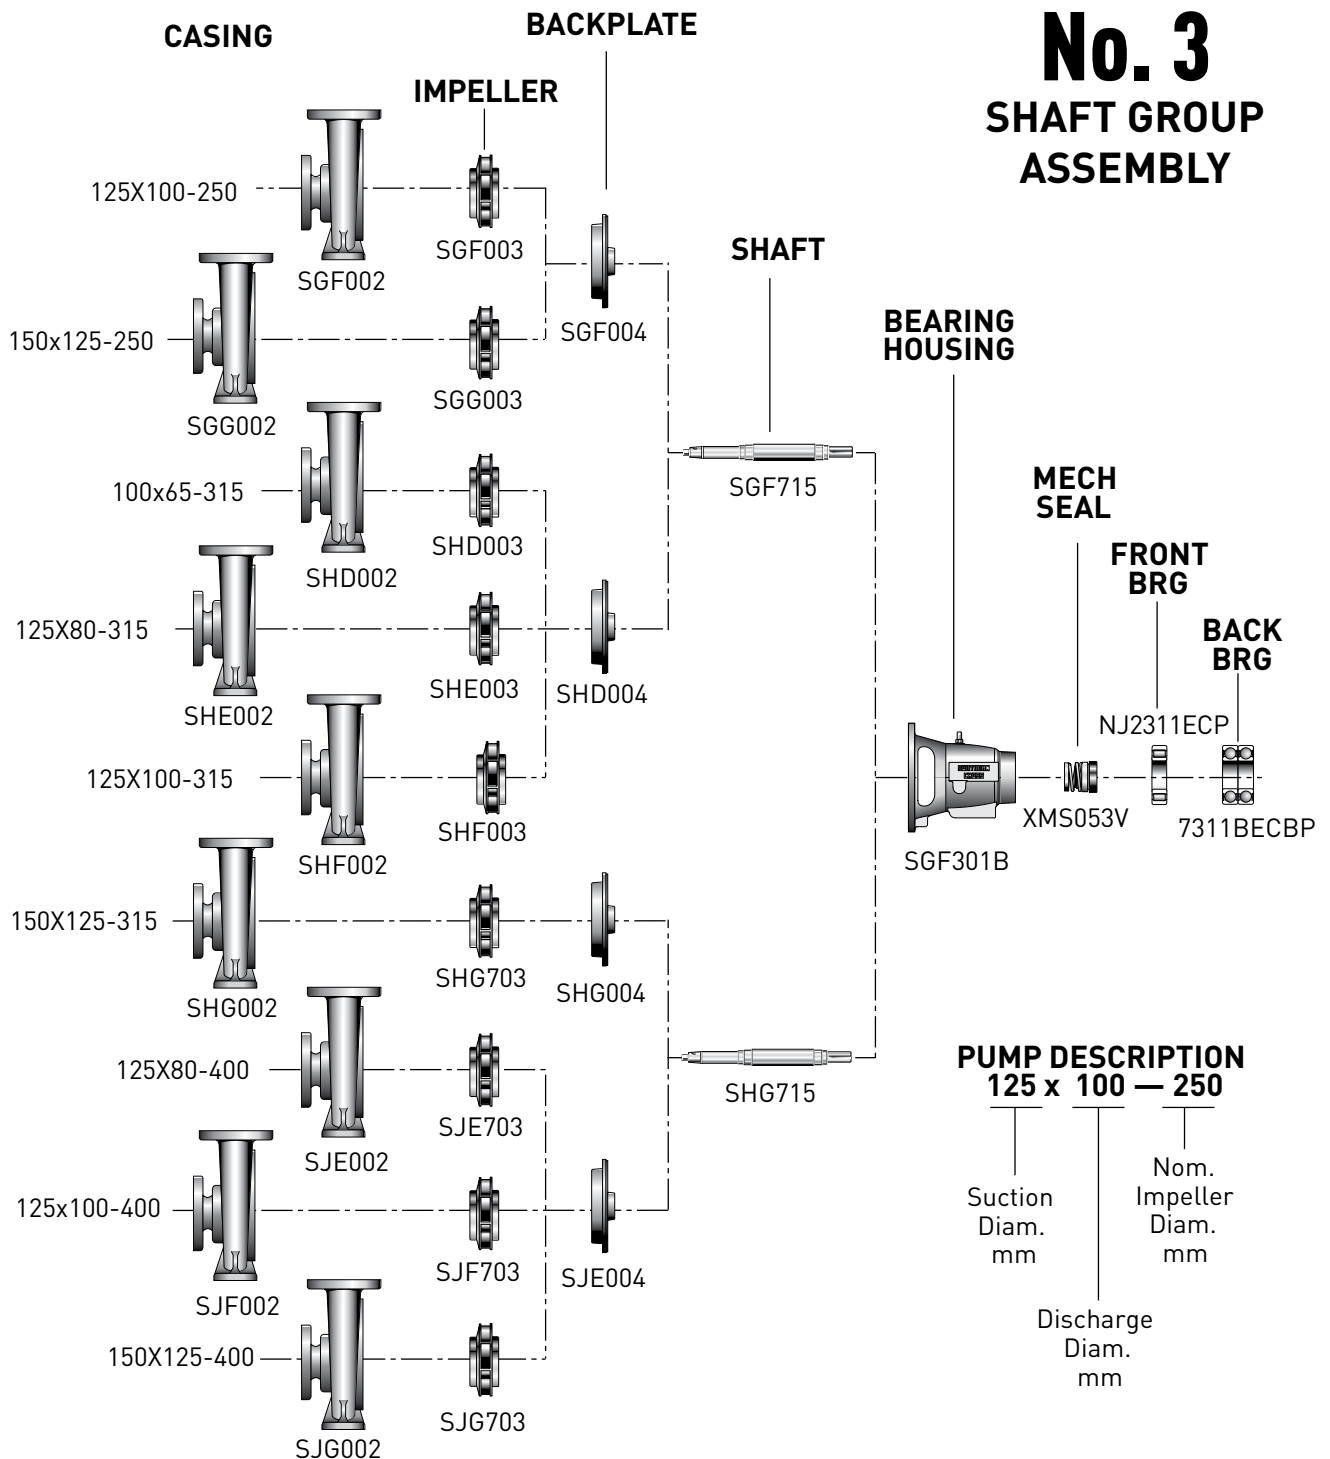 No. 3
SHAFT GROUP
ASSEMBLY
CASING
BACKPLATE
IMPELLER
SHAFT
BEARING
HOUSING
MECH
SEAL
FRONT
BRG
BACK
BRG
125X100-250
SGF002
SGF003
SGF004
150x125-250
SGG002
SGG003
100x65-315
SHD002
SHD003
SGF715
125X80-315
SHE002
SHE003
SHD004
125X100-315
SHF002
SHF003
SGF301B
XMS053V
NJ2311ECP
7311BECBP
150X125-315
SHG002
SHG703
SHG004
125X80-400
SJE002
SJE703
SHG715
125x100-400
SJF002
SJF703
SJE004
150X125-400
SJG002
SJG703
PUMP DESCRIPTION
125 x 100 — 250
Suction
Diam.
mm
Discharge
Diam.
mm
Nom.
Impeller
Diam.
mm